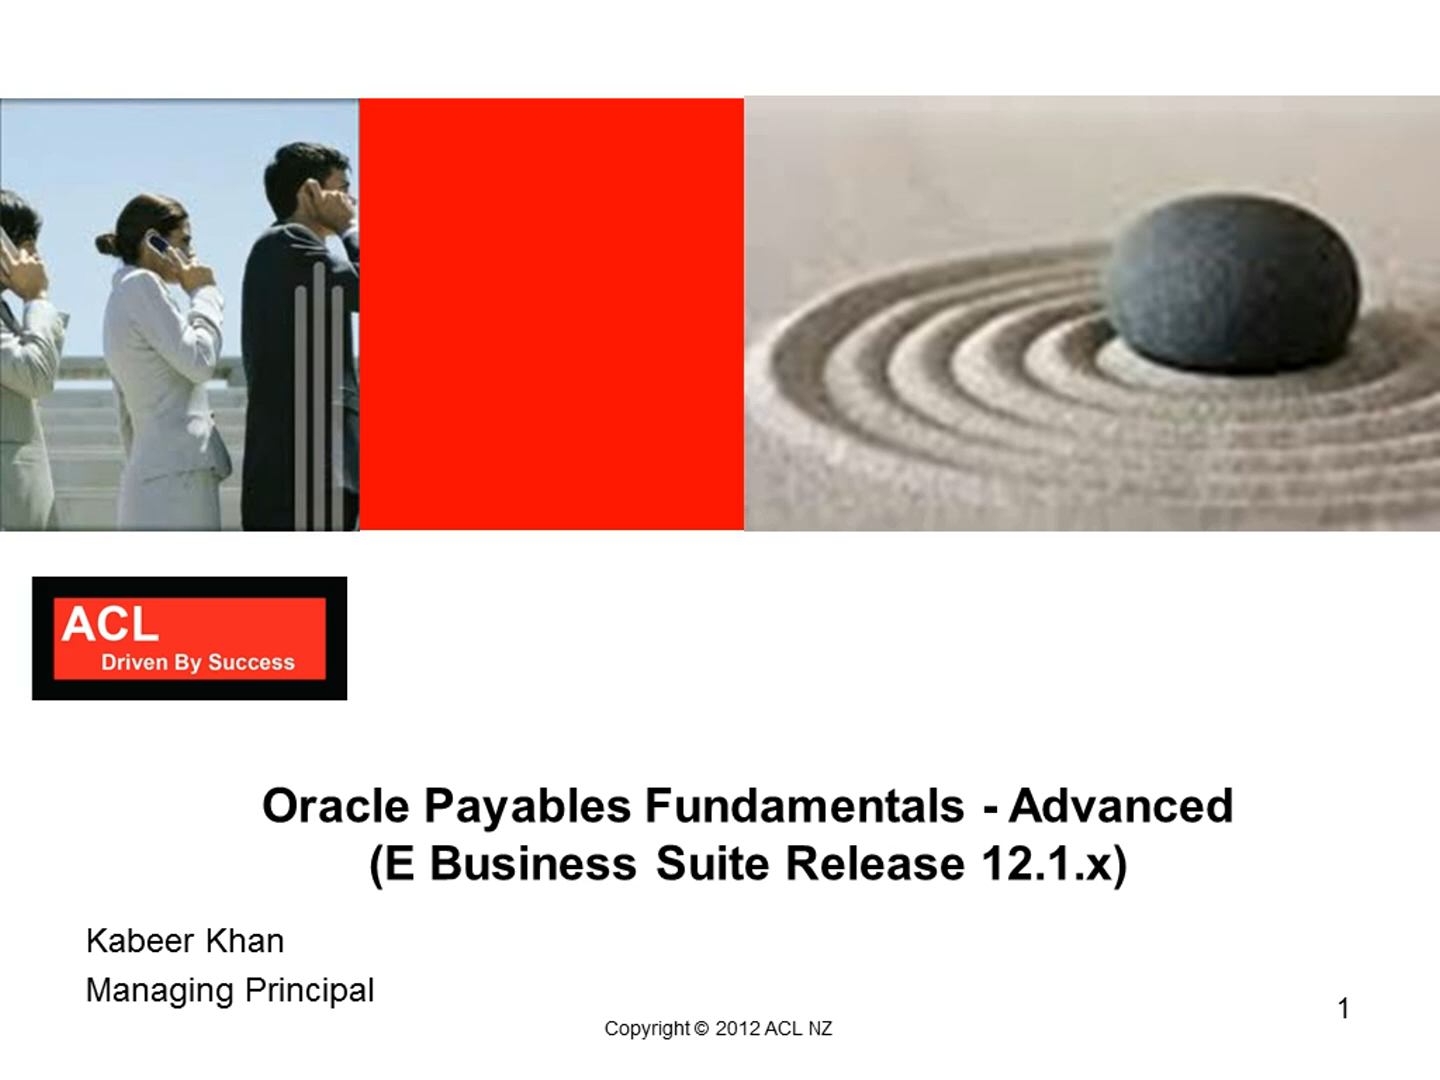 ACL
Driven By Success
Oracle Payables Fundamentals - Advanced
(E Business Suite Release 12.1.x)
Kabeer Khan
Managing Principal
1
Copyright © 2012 ACL NZ